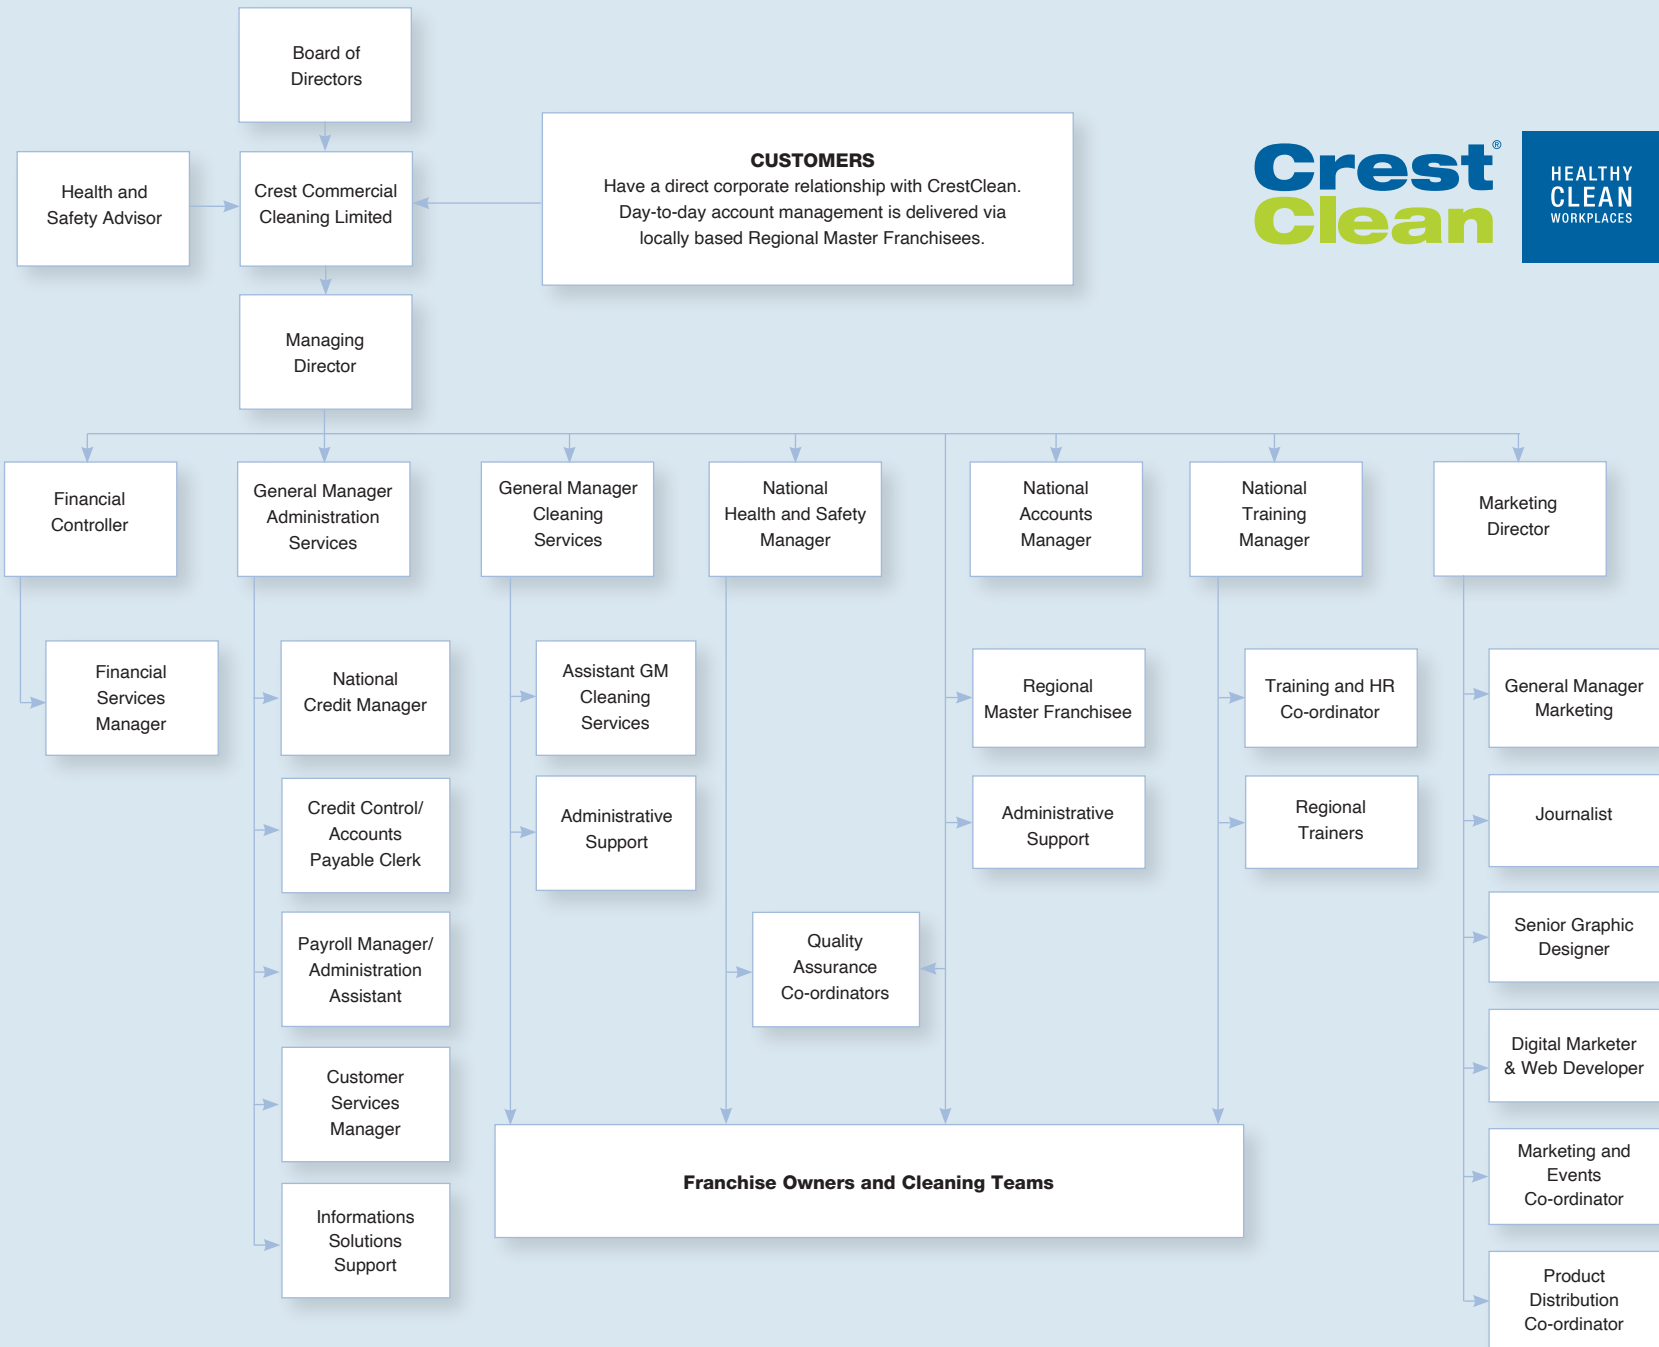 Board of
Directors
Health and
Safety Advisor
Crest Commercial
Cleaning Limited
CUSTOMERS
Have a direct corporate relationship with CrestClean.
Day-to-day account management is delivered via
locally based Regional Master Franchisees.
Crest®
Clean
HEALTHY
CLEAN
WORKPLACES
Managing
Director
Financial
Controller
General Manager
Administration
Services
General Manager
Cleaning
Services
National
Health and Safety
Manager
National
Accounts
Manager
National
Training
Manager
Marketing
Director
Financial
Services
Manager
National
Credit Manager
Credit Control/
Accounts
Payable Clerk
Payroll Manager/
Administration
Assistant
Customer
Services
Manager
Informations
Solutions
Support
Assistant GM
Cleaning
Services
Administrative
Support
Quality
Assurance
Co-ordinators
Regional
Master Franchisee
Administrative
Support
Training and HR
Co-ordinator
Regional
Trainers
General Manager
Marketing
Journalist
Senior Graphic
Designer
Digital Marketer
& Web Developer
Marketing and
Events
Co-ordinator
Product
Distribution
Co-ordinator
Franchise Owners and Cleaning Teams